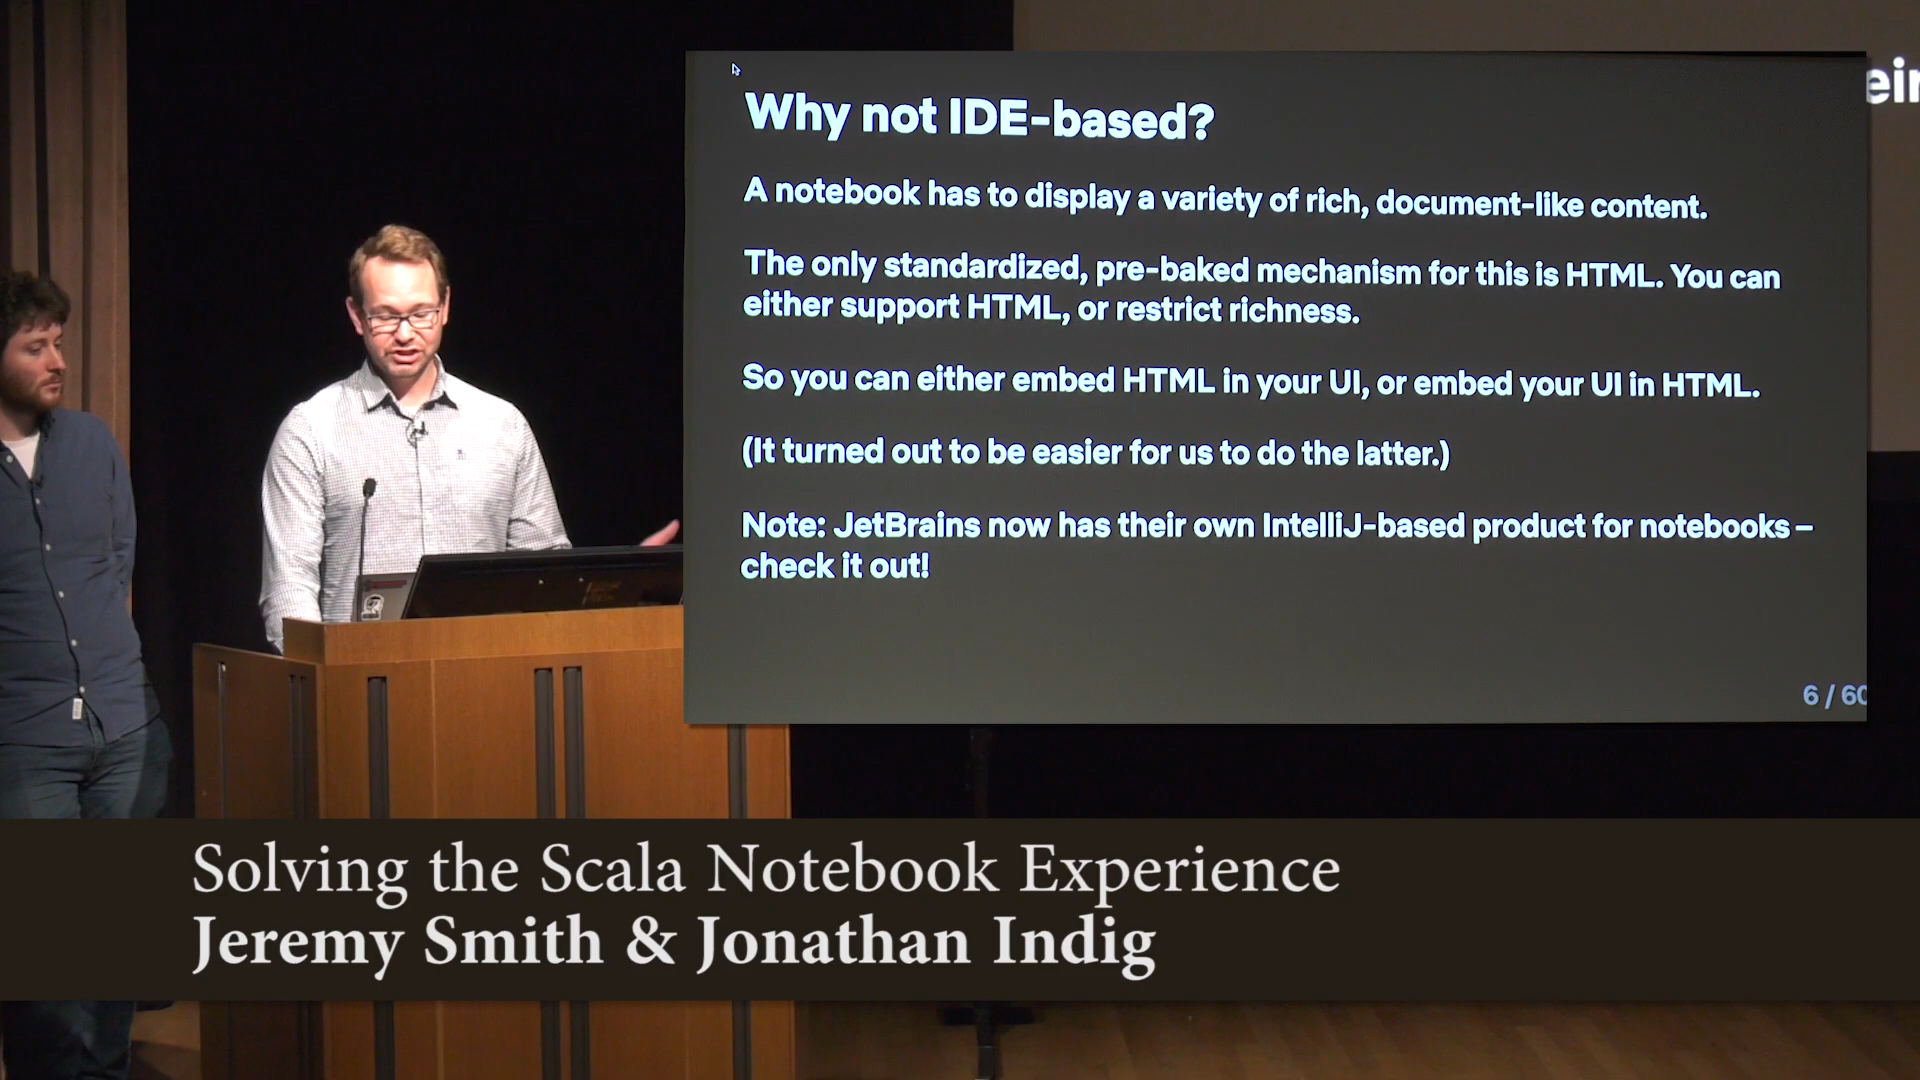 Why not IDE-based?
A notebook has to display a variety of rich, document-like content.
The only standardized, pre-baked mechanism for this is HTML. You can
either support HTML, or restrict richness.
So you can either embed HTML in your UI, or embed your UI in HTML.
(It turned out to be easier for us to do the latter.)
Note: JetBrains now has their own IntelliJ-based product for notebooks –
check it out!
6 / 60
Solving the Scala Notebook Experience
Jeremy Smith & Jonathan Indig